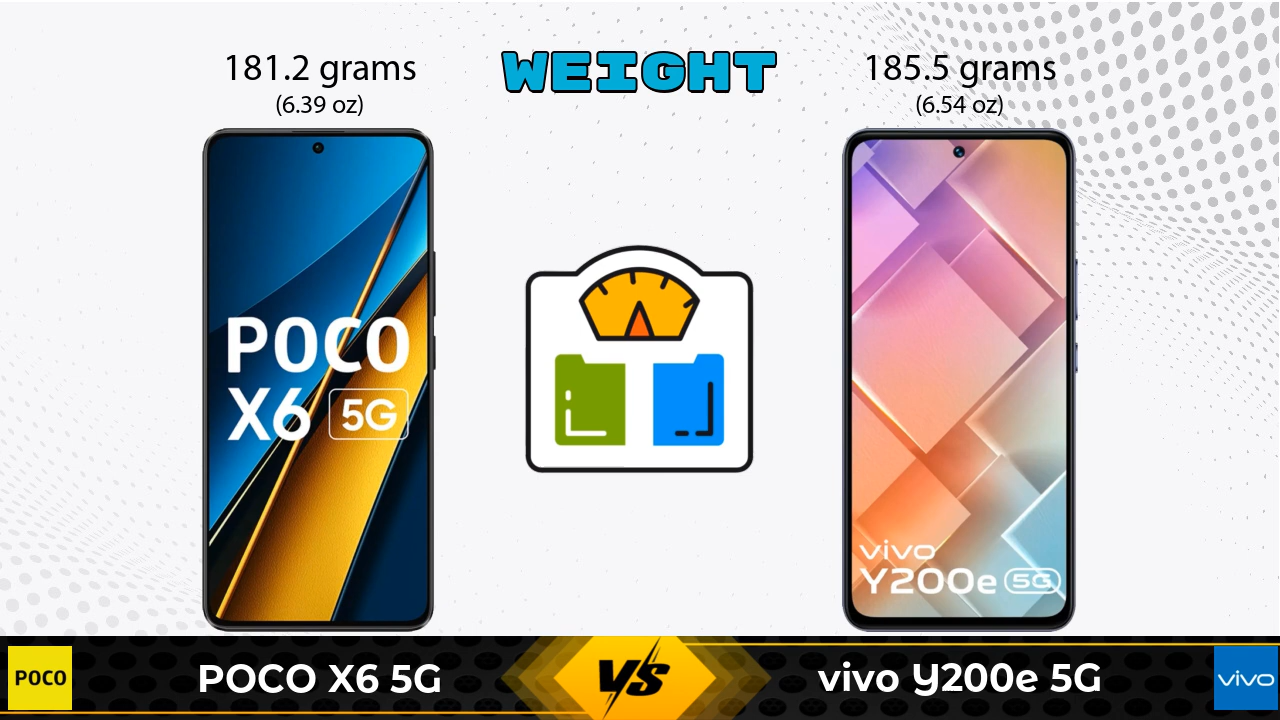 181.2 grams
(6.39 oz)
WEIGHT
185.5 grams
(6.54 oz)
POCO
X6 5G
vivo
Y200e 5G
POCO
POCO X6 5G
VS
vivo Y200e 5G
vivo